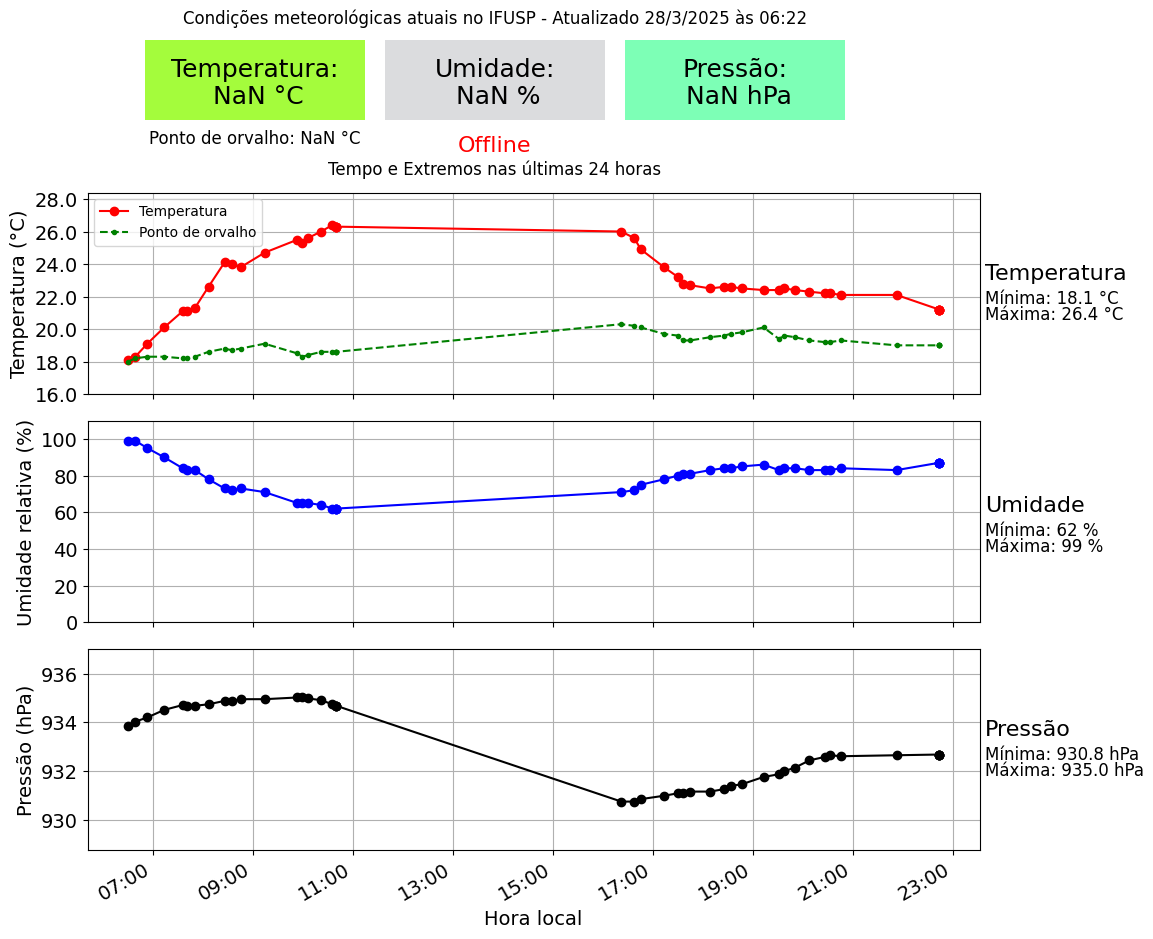 Condições meteorológicas atuais no IFUSP - Atualizado 28/3/2025 às 06:22
Temperatura:
NaN °C
Umidade:
NaN %
Pressão:
NaN hPa
Ponto de orvalho: NaN °C
Offline
Tempo e Extremos nas últimas 24 horas
Temperatura (°C)
28.0
26.0
24.0
22.0
20.0
18.0
16.0
Temperatura
Ponto de orvalho
Temperatura
Mínima: 18.1 °C
Máxima: 26.4 °C
Umidade relativa (%)
100
80
60
40
20
0
Umidade
Mínima: 62 %
Máxima: 99 %
Pressão (hPa)
936
934
932
930
Pressão
Mínima: 930.8 hPa
Máxima: 935.0 hPa
07:00
09:00
11:00
13:00
15:00
17:00
19:00
21:00
23:00
Hora local